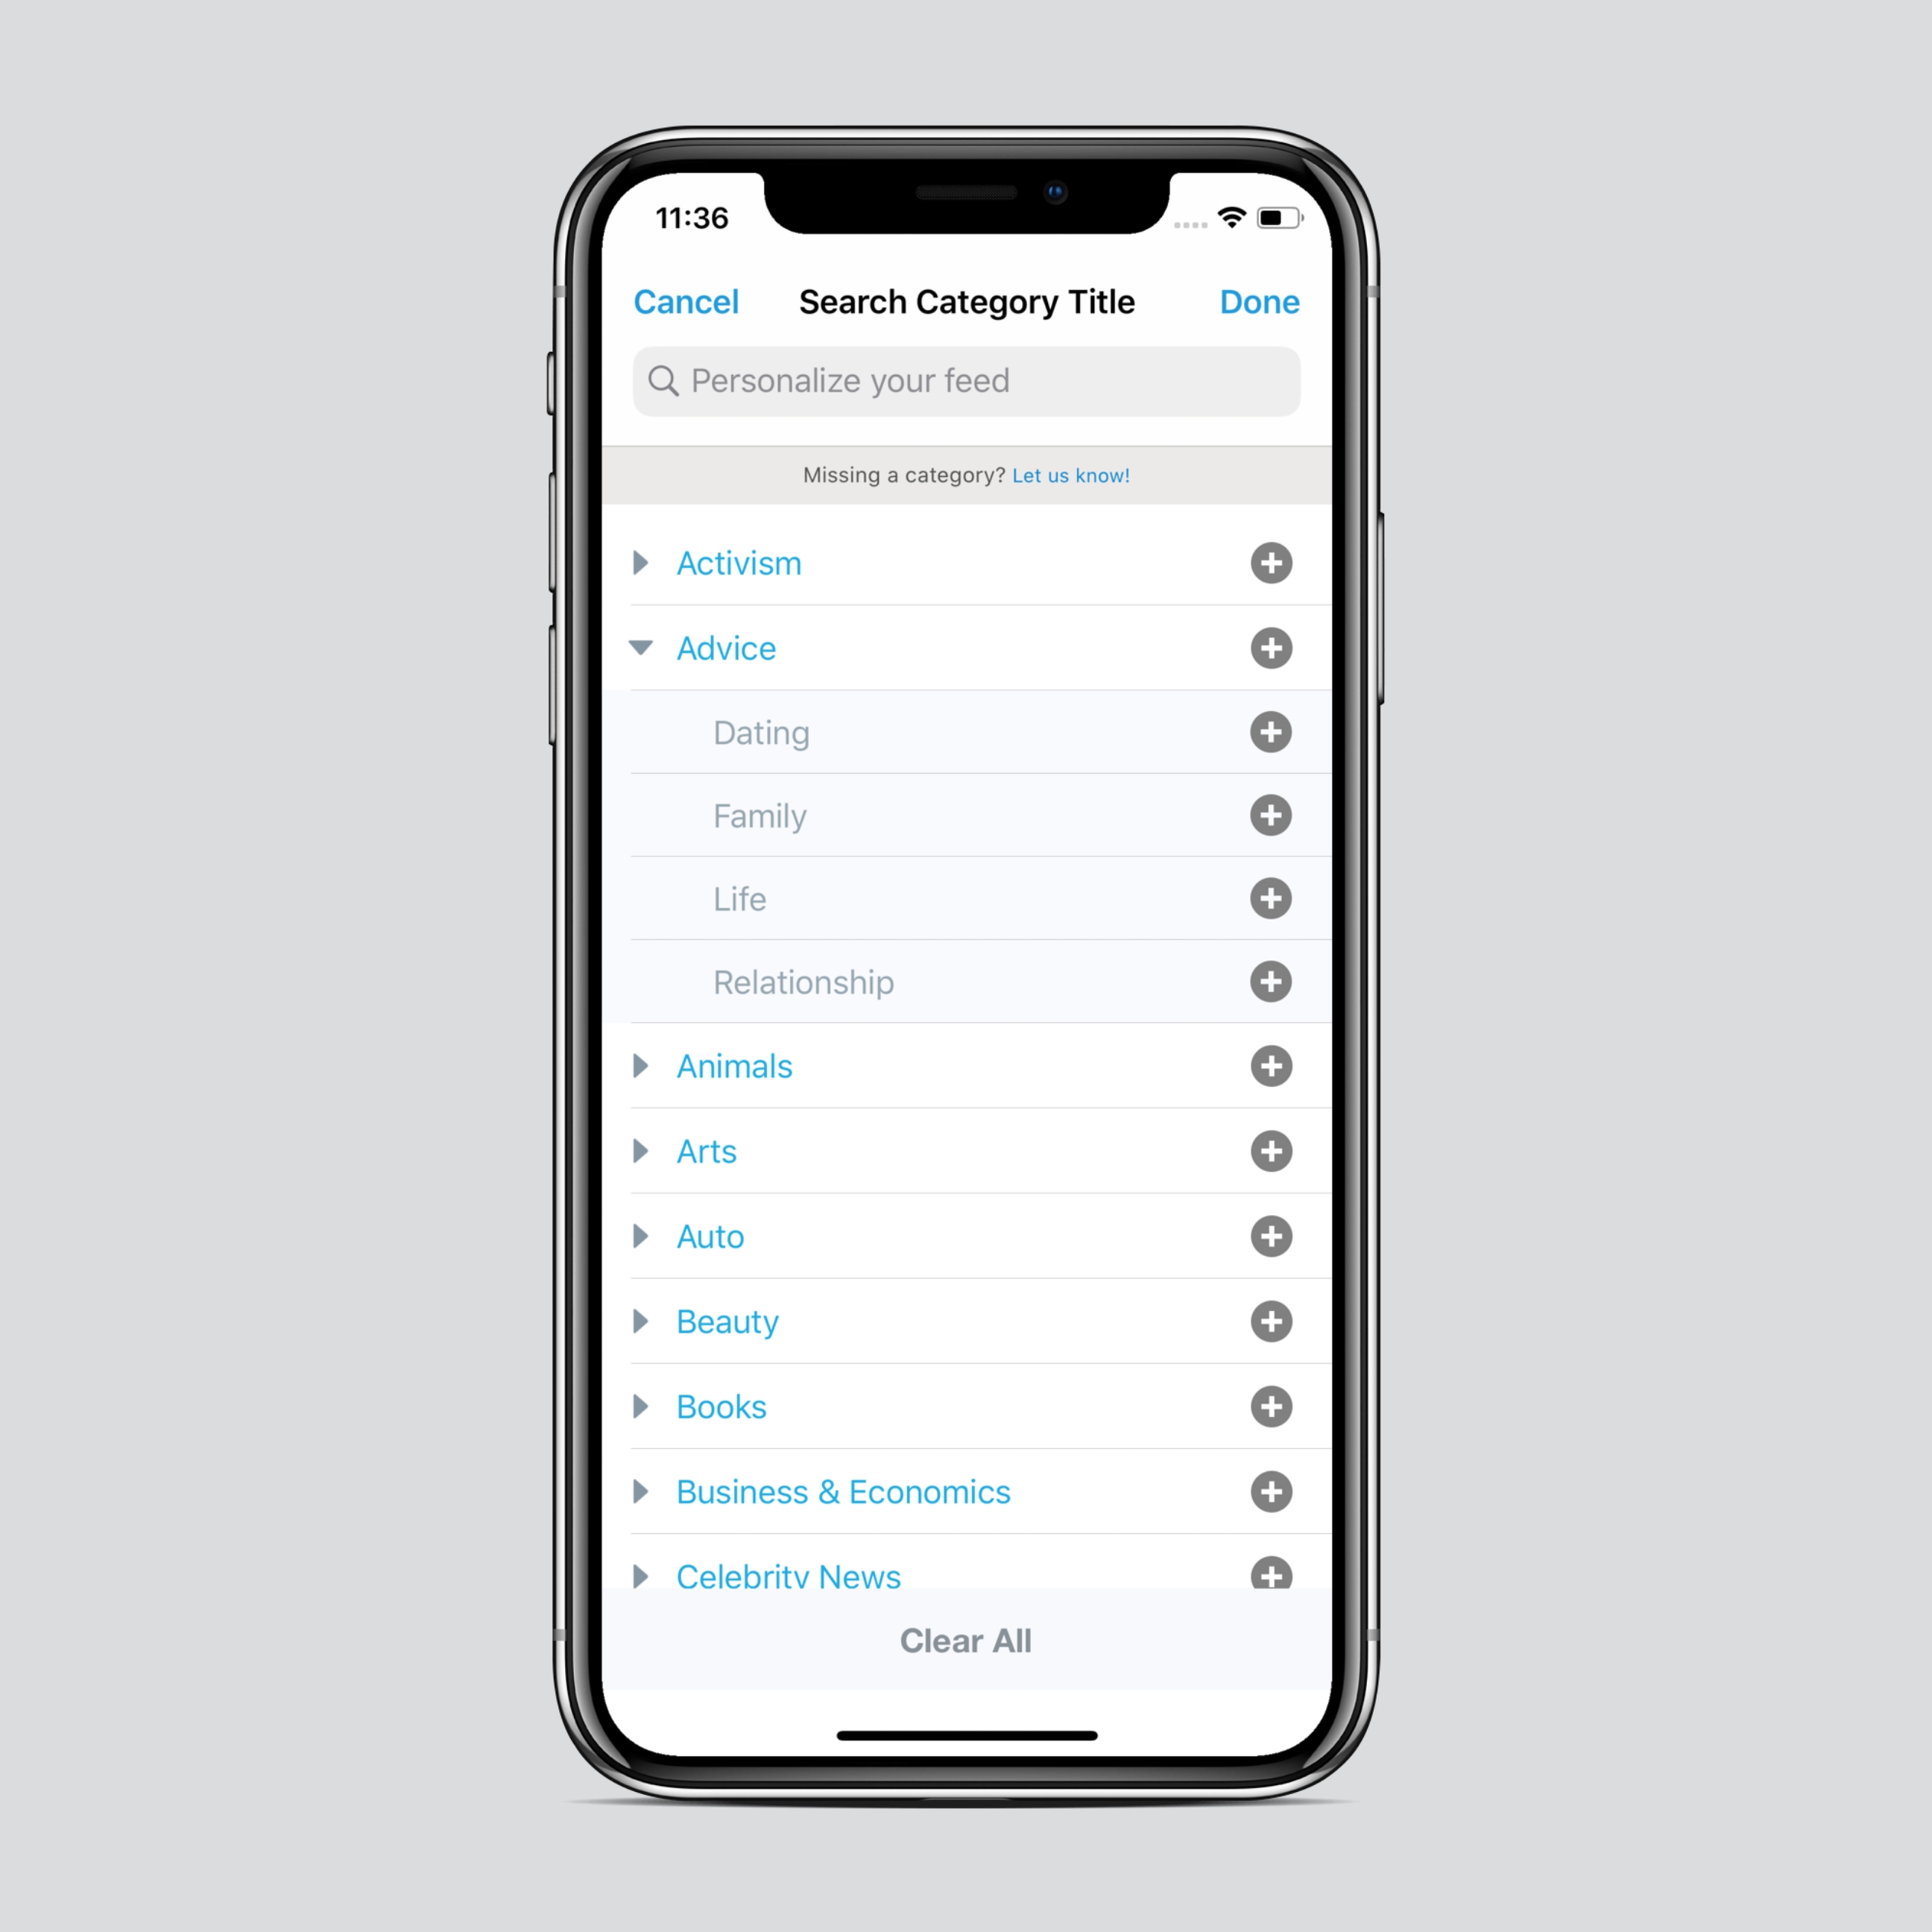 11:36
Cancel Search Category Title Done
Personalize your feed
Missing a category? Let us know!
Activism
Advice
Dating
Family
Life
Relationship
Animals
Arts
Auto
Beauty
Books
Business & Economics
Celebrity News
Clear All